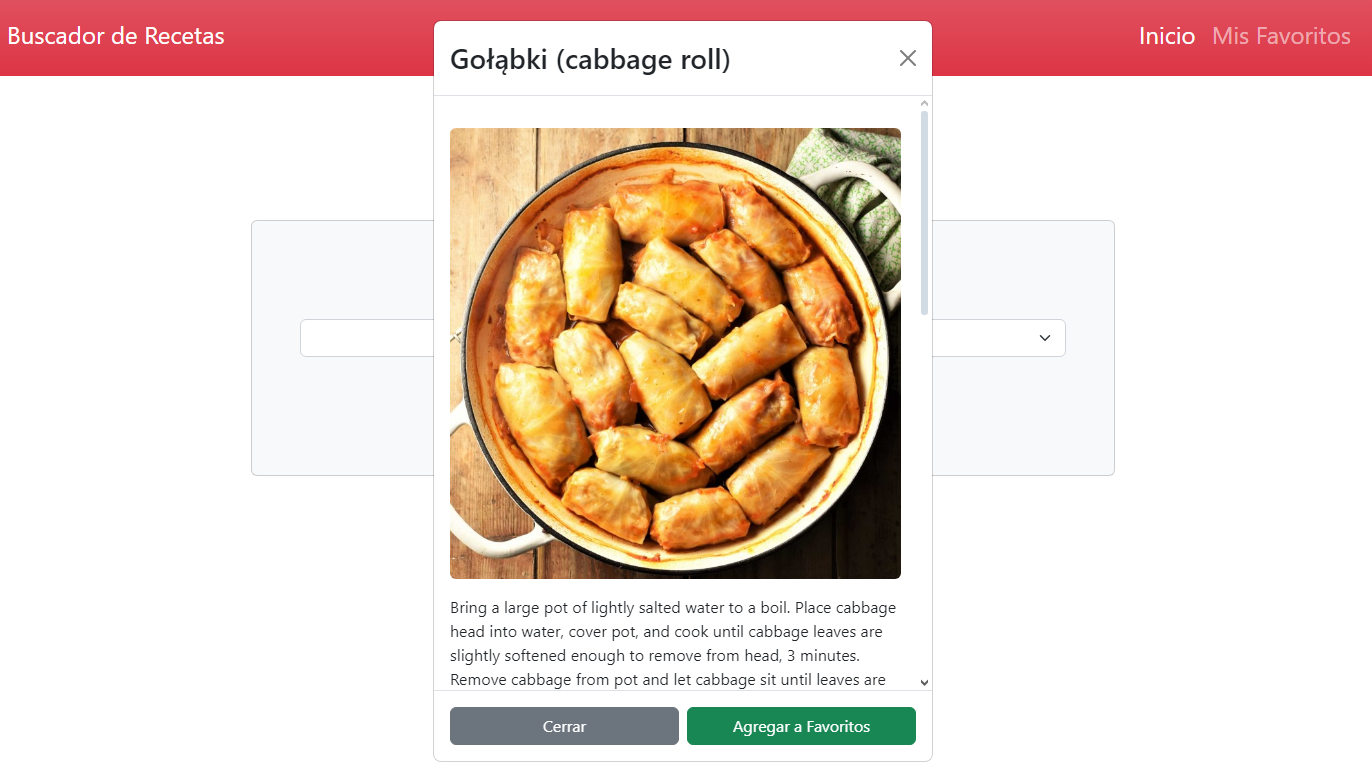 Buscador de Recetas
Inicio
Mis Favoritos
Gołąbki (cabbage roll)
Bring a large pot of lightly salted water to a boil. Place cabbage
head into water, cover pot, and cook until cabbage leaves are
slightly softened enough to remove from head, 3 minutes.
Remove cabbage from pot and let cabbage sit until leaves are
Cerrar
Agregar a Favoritos